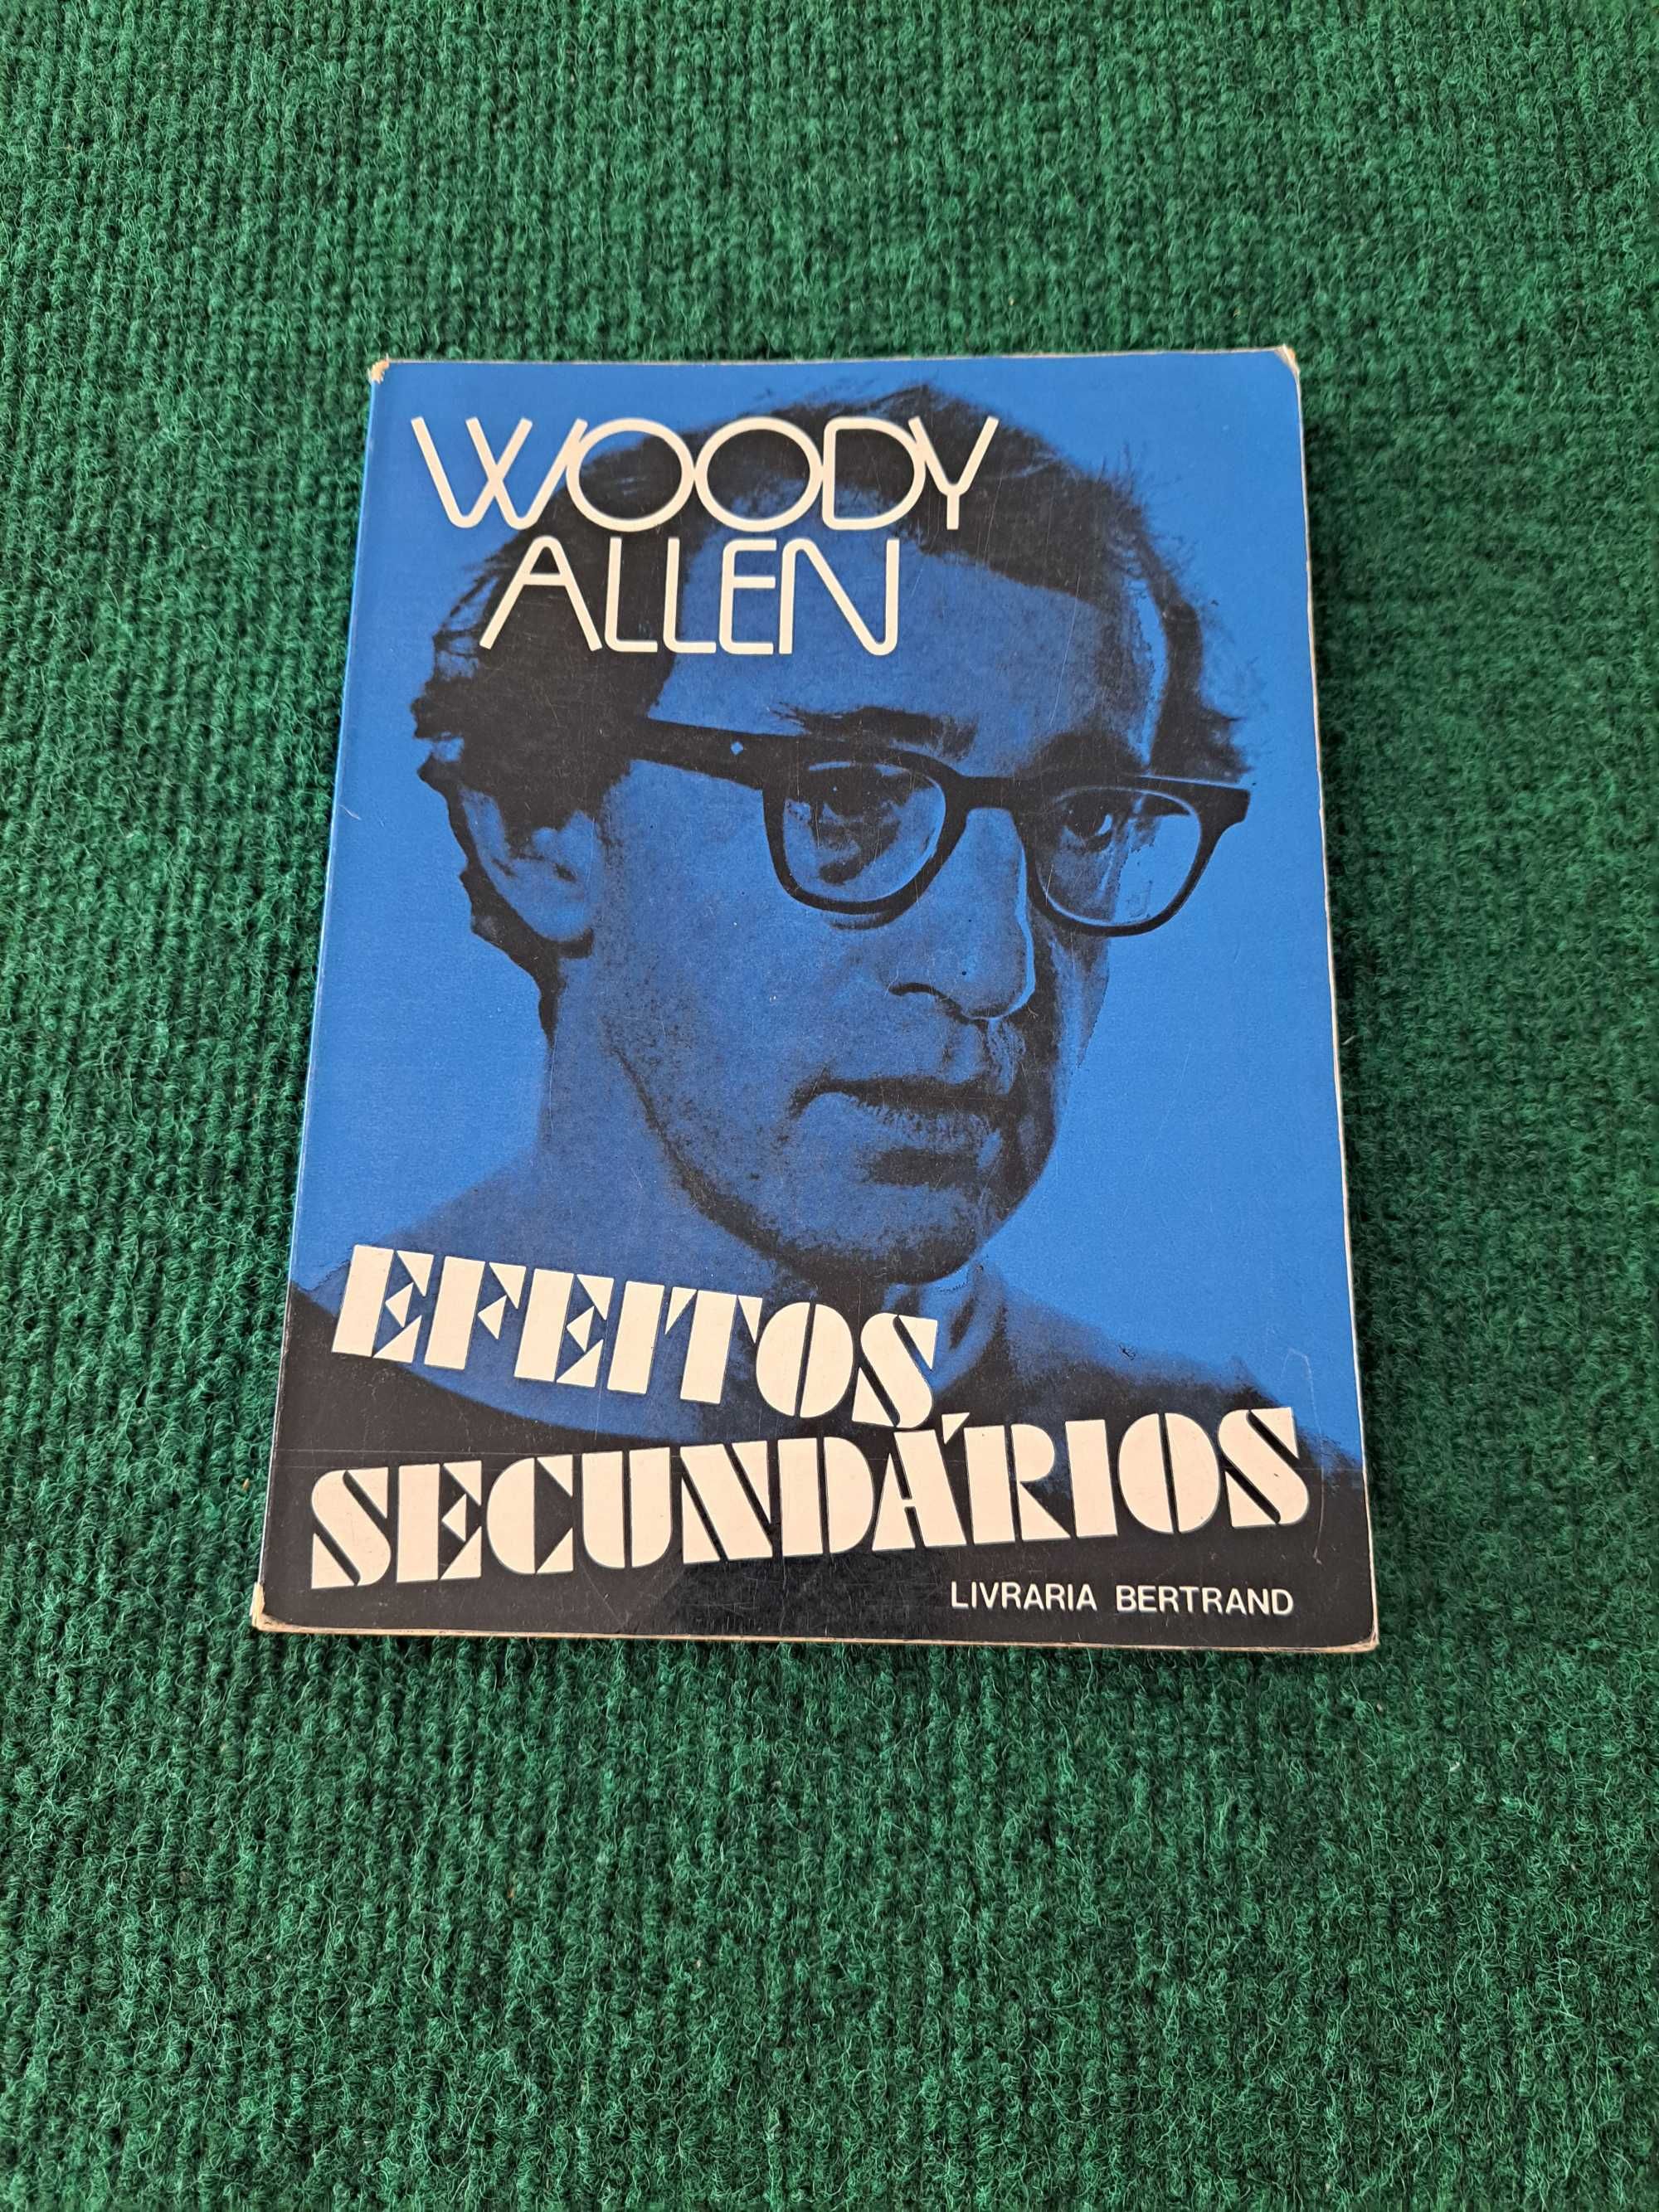 WOODY
ALLEN
EFEITOS
SECUNDÁRIOS
LIVRARIA BERTRAND